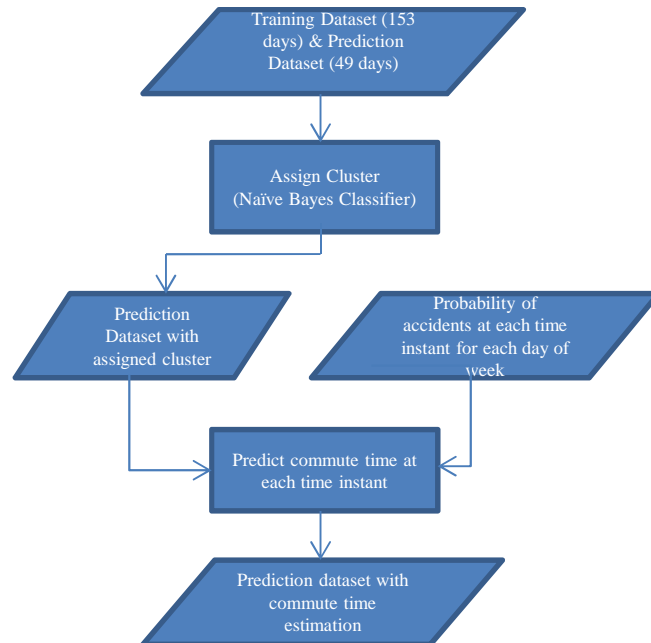 Training Dataset (153
days) & Prediction
Dataset (49 days)
Assign Cluster
(Naïve Bayes Classifier)
Prediction
Dataset with
assigned cluster
Probability of
accidents at each time
instant for each day of
week
Predict commute time at
each time instant
Prediction dataset with
commute time
estimation